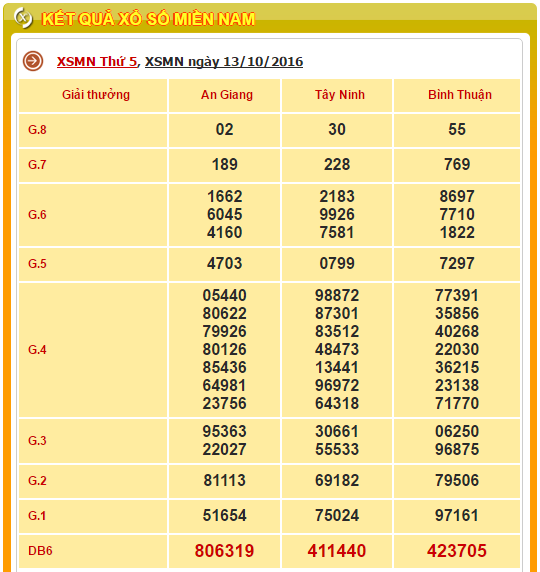 KẾT QUẢ XỔ SỐ MIỀN NAM
XSMN Thứ 5, XSMN ngày 13/10/2016
Giải thưởng An Giang Tây Ninh Bình Thuận
G.8 02 30 55
G.7 189 228 769
1662 2183 8697
G.6 6045 9926 7710
4160 7581 1822
G.5 4703 0799 7297
05440 98872 77391
80622 87301 35856
79926 83512 40268
G.4 80126 48473 22030
85436 13441 36215
64981 96972 23138
23756 64318 71770
G.3 95363 30661 06250
22027 55533 96875
G.2 81113 69182 79506
G.1 51654 75024 97161
DB6 806319 411440 423705